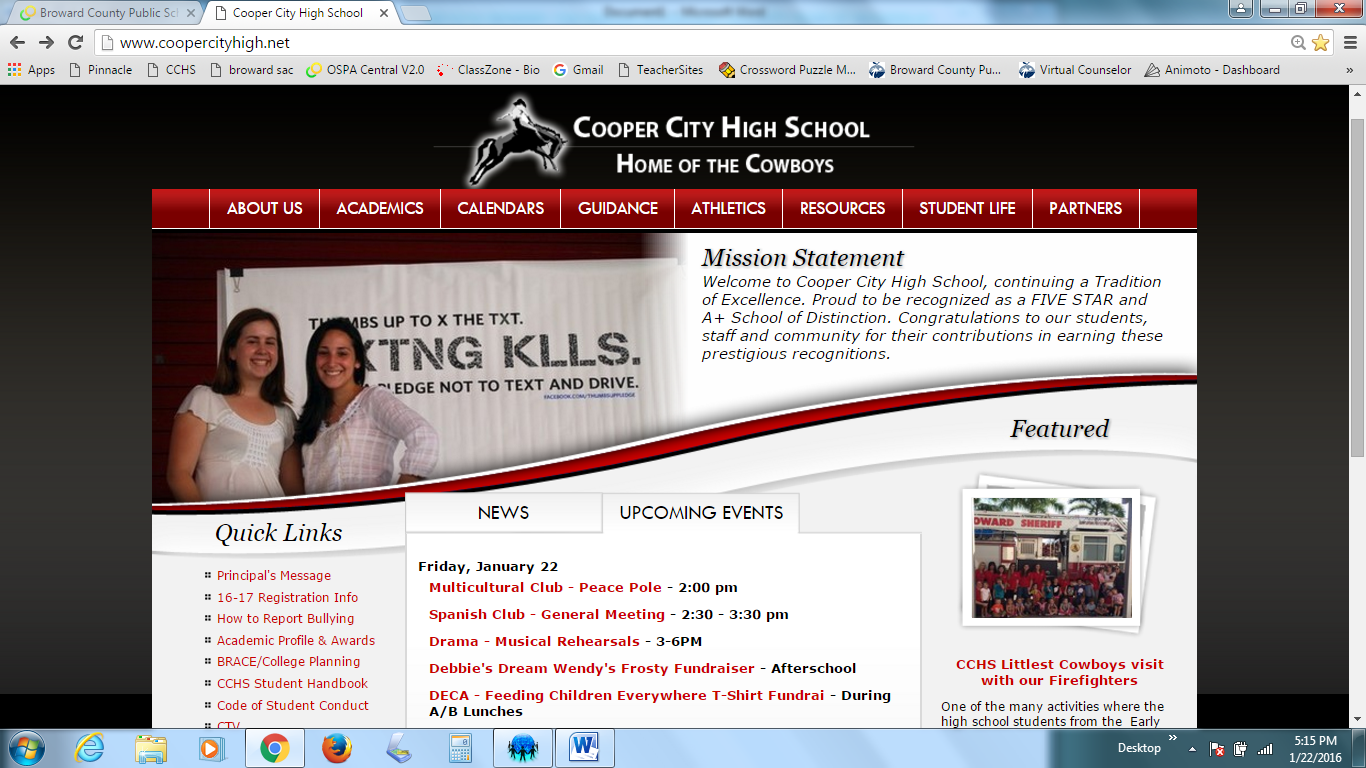 Broward County Public Sch
Cooper City High School
Document1 - Microsoft Word
www.coopercityhigh.net
Apps Pinnacle CCHS broward sac OSPA Central V2.0 ClassZone - Bio Gmail TeacherSites Crossword Puzzle M... Broward County Pu... Virtual Counselor Animoto - Dashboard »
COOPER CITY HIGH SCHOOL
HOME OF THE COWBOYS
ABOUT US ACADEMICS CALENDARS GUIDANCE ATHLETICS RESOURCES STUDENT LIFE PARTNERS
THUMBS UP TO X THE TXT.
XTNG KLLS.
PLEDGE NOT TO TEXT AND DRIVE.
FACEBOOK.COM/THUMBSUPPLEDGE
Mission Statement
Welcome to Cooper City High School, continuing a Tradition
of Excellence. Proud to be recognized as a FIVE STAR and
A+ School of Distinction. Congratulations to our students,
staff and community for their contributions in earning these
prestigious recognitions.
Quick Links
Principal's Message
16-17 Registration Info
How to Report Bullying
Academic Profile & Awards
BRACE/College Planning
CCHS Student Handbook
Code of Student Conduct
CTV
NEWS
UPCOMING EVENTS
Friday, January 22
Multicultural Club - Peace Pole - 2:00 pm
Spanish Club - General Meeting - 2:30 - 3:30 pm
Drama - Musical Rehearsals - 3-6PM
Debbie's Dream Wendy's Frosty Fundraiser - Afterschool
DECA - Feeding Children Everywhere T-Shirt Fundrai - During
A/B Lunches
Featured
OWARD SHERIFF
CCHS Littlest Cowboys visit
with our Firefighters
One of the many activities where the
high school students from the Early
Desktop »
5:15 PM
1/22/2016